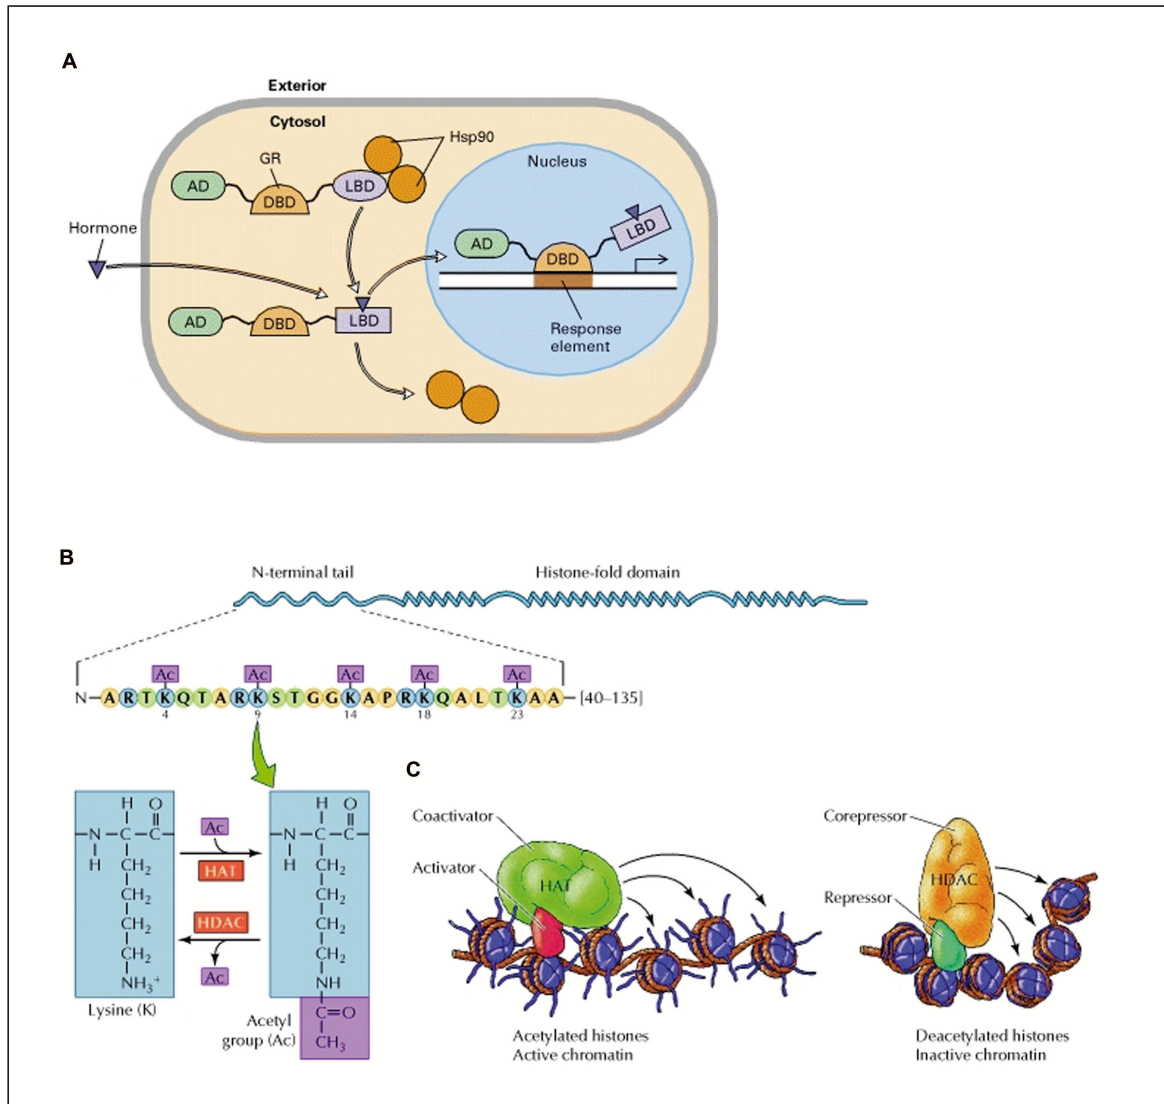 A
Exterior
Cytosol
Hsp90
GR
AD
DBD
LBD
Nucleus
Hormone
AD
DBD
LBD
AD
DBD
LBD
Response
element
B
N-terminal tail
Histone-fold domain
Ac Ac Ac Ac Ac
N–ARTKQTARKSTGGKAPRKQALTKAA–[40–135]
4 9 14 18 23
H O
N C C
H CH2
CH2
CH2
CH2
NH3+
Lysine (K)
Ac
HAT
HDAC
Ac
H O
N C C
H CH2
CH2
CH2
CH2
NH
C=O
CH3
Acetyl
group (Ac)
C
Coactivator
Activator
HAT
Acetylated histones
Active chromatin
Corepressor
HDAC
Repressor
Deacetylated histones
Inactive chromatin